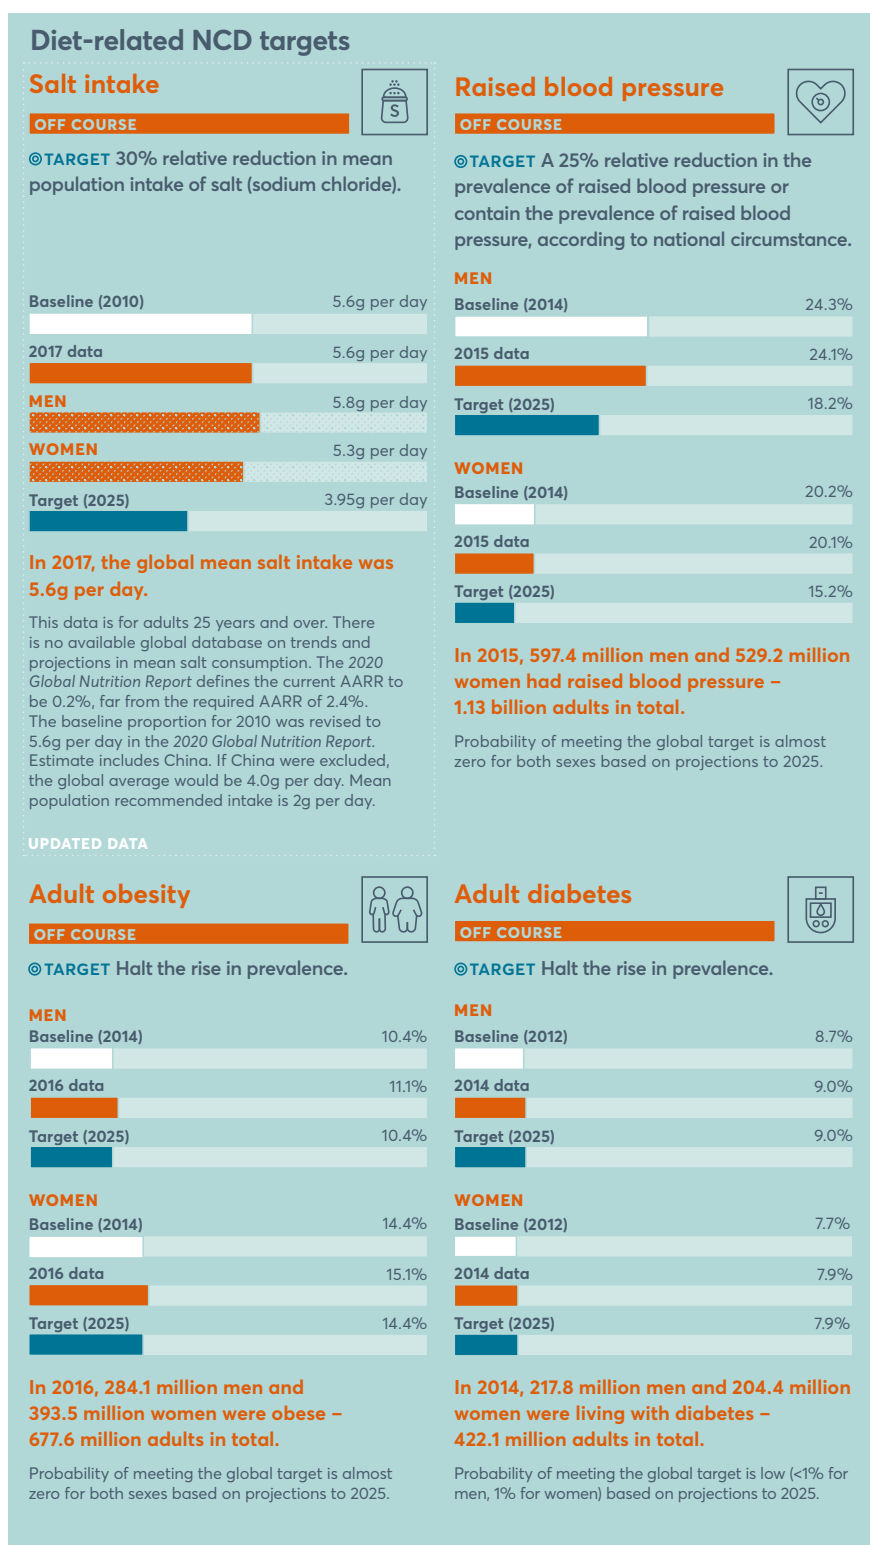 Diet-related NCD targets
Salt intake
S
OFF COURSE
TARGET 30% relative reduction in mean
population intake of salt (sodium chloride).
Baseline (2010) 5.6g per day
2017 data 5.6g per day
MEN 5.8g per day
WOMEN 5.3g per day
Target (2025) 3.95g per day
In 2017, the global mean salt intake was
5.6g per day.
This data is for adults 25 years and over. There
is no available global database on trends and
projections in mean salt consumption. The 2020
Global Nutrition Report defines the current AARR to
be 0.2%, far from the required AARR of 2.4%.
The baseline proportion for 2010 was revised to
5.6g per day in the 2020 Global Nutrition Report.
Estimate includes China. If China were excluded,
the global average would be 4.0g per day. Mean
population recommended intake is 2g per day.
UPDATED DATA
Raised blood pressure
OFF COURSE
TARGET A 25% relative reduction in the
prevalence of raised blood pressure or
contain the prevalence of raised blood
pressure, according to national circumstance.
MEN
Baseline (2014) 24.3%
2015 data 24.1%
Target (2025) 18.2%
WOMEN
Baseline (2014) 20.2%
2015 data 20.1%
Target (2025) 15.2%
In 2015, 597.4 million men and 529.2 million
women had raised blood pressure –
1.13 billion adults in total.
Probability of meeting the global target is almost
zero for both sexes based on projections to 2025.
Adult obesity
OFF COURSE
TARGET Halt the rise in prevalence.
MEN
Baseline (2014) 10.4%
2016 data 11.1%
Target (2025) 10.4%
WOMEN
Baseline (2014) 14.4%
2016 data 15.1%
Target (2025) 14.4%
In 2016, 284.1 million men and
393.5 million women were obese –
677.6 million adults in total.
Probability of meeting the global target is almost
zero for both sexes based on projections to 2025.
Adult diabetes
OFF COURSE
TARGET Halt the rise in prevalence.
MEN
Baseline (2012) 8.7%
2014 data 9.0%
Target (2025) 9.0%
WOMEN
Baseline (2012) 7.7%
2014 data 7.9%
Target (2025) 7.9%
In 2014, 217.8 million men and 204.4 million
women were living with diabetes –
422.1 million adults in total.
Probability of meeting the global target is low (<1% for
men, 1% for women) based on projections to 2025.